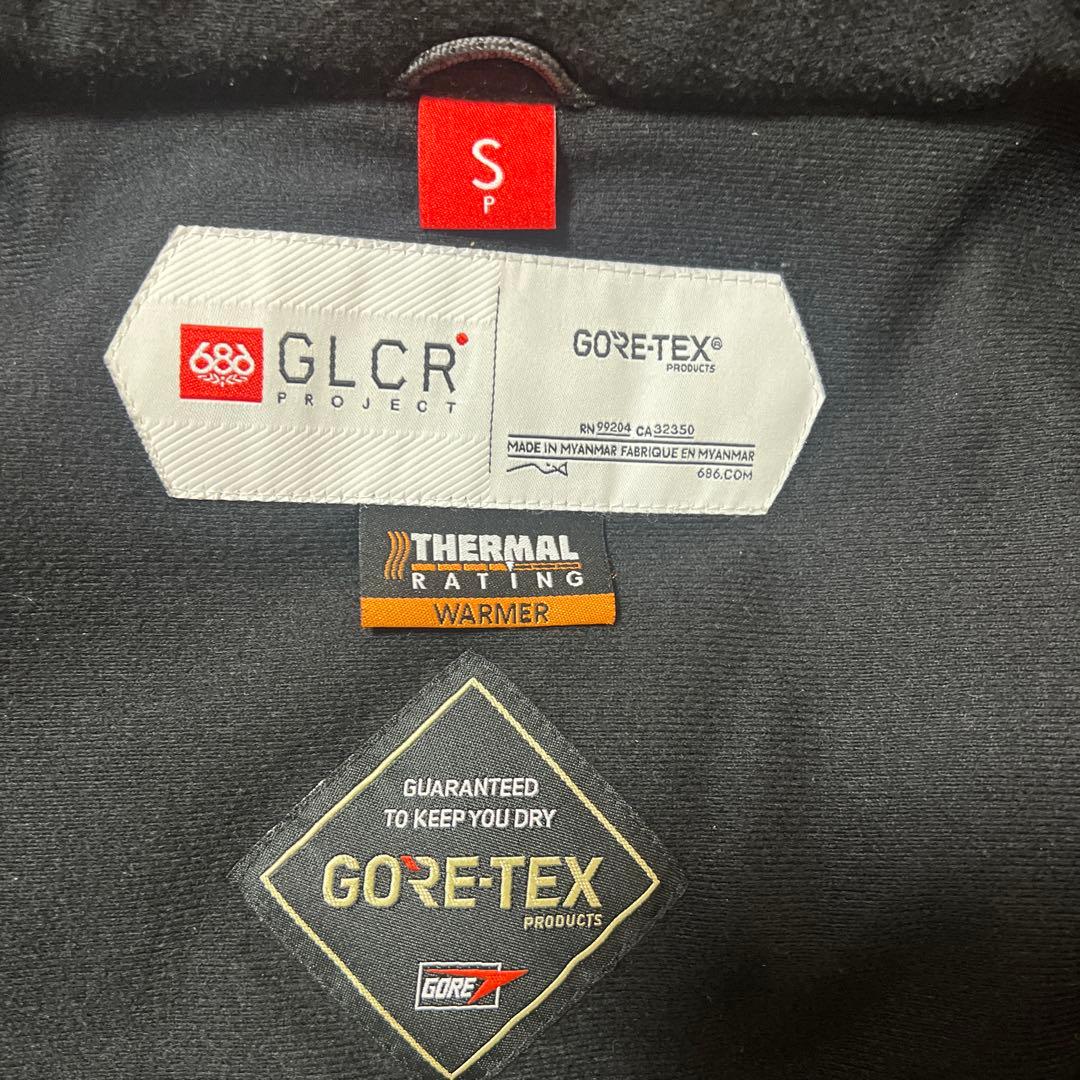 S
P
686
GLCR
PROJECT
GORE-TEX®
PRODUCTS
RN 99204 CA 32350
MADE IN MYANMAR FABRIQUE EN MYANMAR
686.COM
THERMAL
RATING
WARMER
GUARANTEED
TO KEEP YOU DRY
GORE-TEX
PRODUCTS
GORE